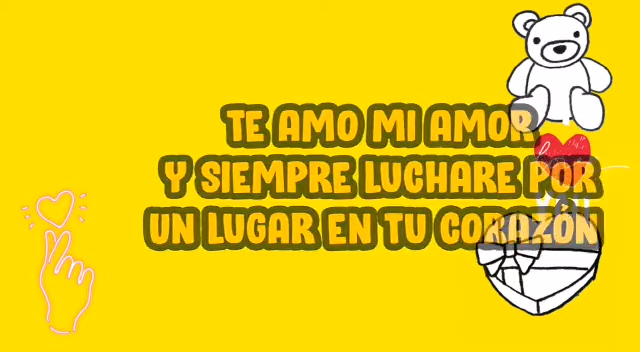 TE AMO MI AMOR
Y SIEMPRE LUCHARE POR
UN LUGAR EN TU CORAZÓN